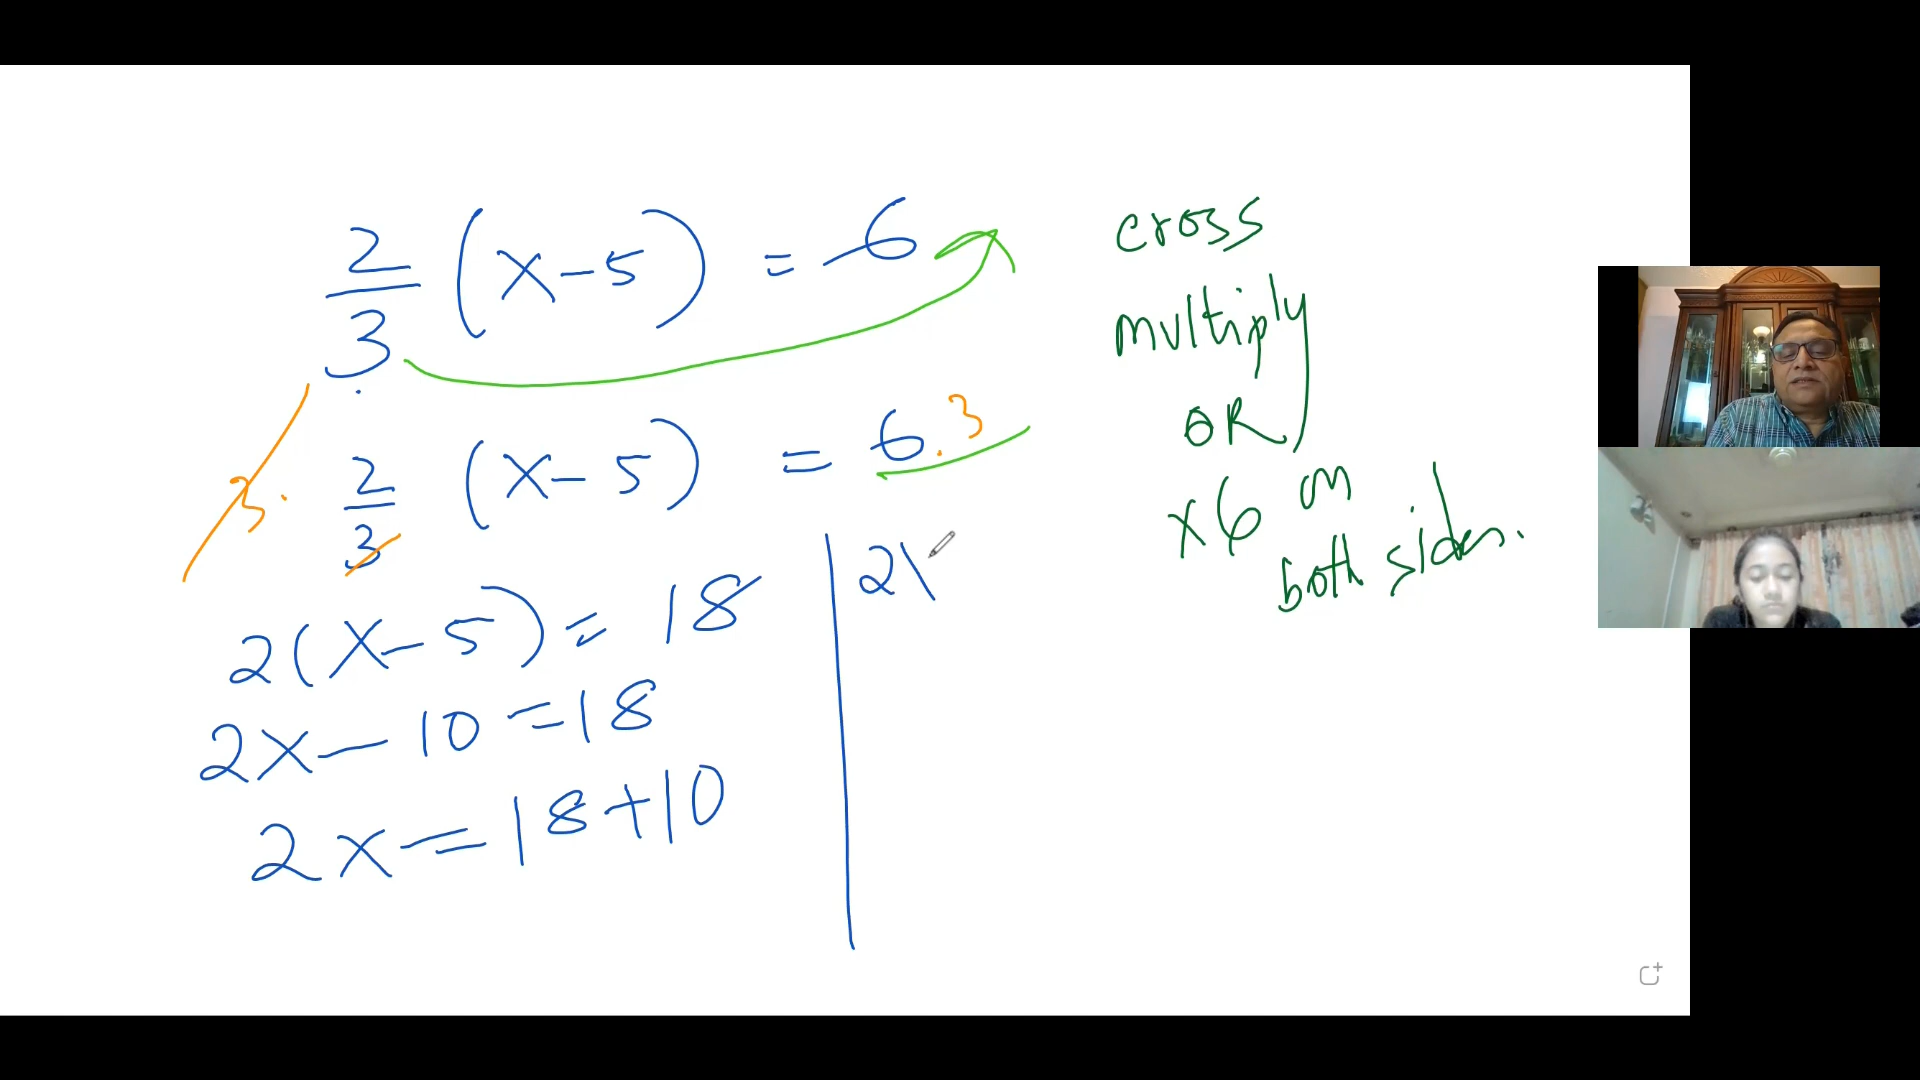 2/3 (x-5) = 6
3. 2/3 (x-5) = 6.3
2(x-5) = 18
2x-10=18
2x=18+10
2\
cross
multiply
OR
x6 on
both sides.